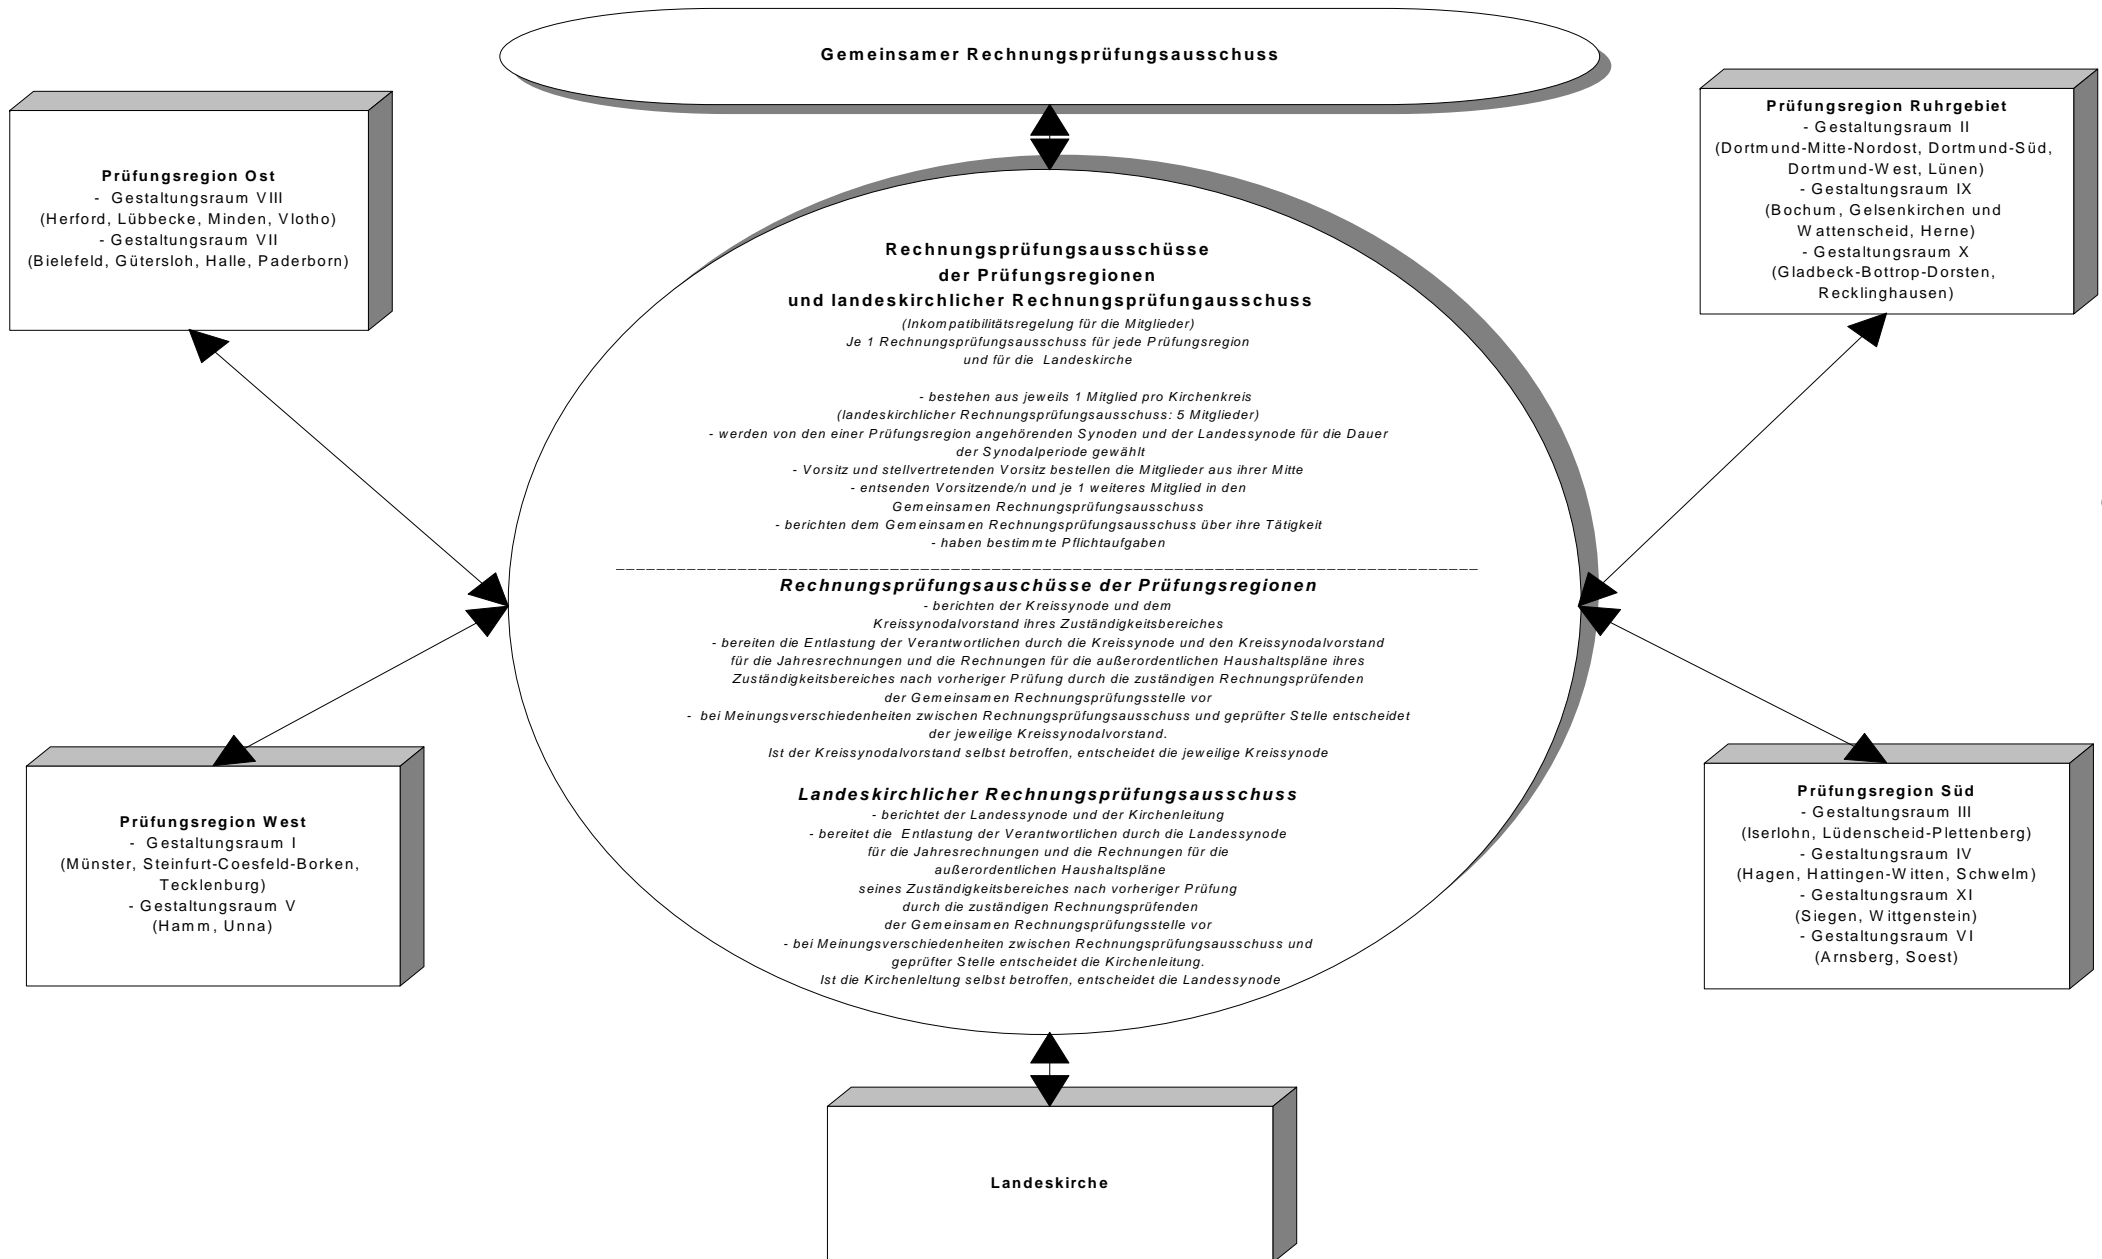 Gemeinsamer Rechnungsprüfungsausschuss
Prüfungsregion Ost
- Gestaltungsraum VIII
(Herford, Lübbecke, Minden, Vlotho)
- Gestaltungsraum VII
(Bielefeld, Gütersloh, Halle, Paderborn)
Prüfungsregion Ruhrgebiet
- Gestaltungsraum II
(Dortmund-Mitte-Nordost, Dortmund-Süd,
Dortmund-West, Lünen)
- Gestaltungsraum IX
(Bochum, Gelsenkirchen und
Wattenscheid, Herne)
- Gestaltungsraum X
(Gladbeck-Bottrop-Dorsten,
Recklinghausen)
Rechnungsprüfungsausschüsse
der Prüfungsregionen
und landeskirchlicher Rechnungsprüfungausschuss
(Inkompatibilitätsregelung für die Mitglieder)
Je 1 Rechnungsprüfungsausschuss für jede Prüfungsregion
und für die Landeskirche
- bestehen aus jeweils 1 Mitglied pro Kirchenkreis
(landeskirchlicher Rechnungsprüfungsausschuss: 5 Mitglieder)
- werden von den einer Prüfungsregion angehörenden Synoden und der Landessynode für die Dauer
der Synodalperiode gewählt
- Vorsitz und stellvertretenden Vorsitz bestellen die Mitglieder aus ihrer Mitte
- entsenden Vorsitzende/n und je 1 weiteres Mitglied in den
Gemeinsamen Rechnungsprüfungsausschuss
- berichten dem Gemeinsamen Rechnungsprüfungsausschuss über ihre Tätigkeit
- haben bestimmte Pflichtaufgaben
Rechnungsprüfungsauschüsse der Prüfungsregionen
- berichten der Kreissynode und dem
Kreissynodalvorstand ihres Zuständigkeitsbereiches
- bereiten die Entlastung der Verantwortlichen durch die Kreissynode und den Kreissynodalvorstand
für die Jahresrechnungen und die Rechnungen für die außerordentlichen Haushaltspläne ihres
Zuständigkeitsbereiches nach vorheriger Prüfung durch die zuständigen Rechnungsprüfenden
der Gemeinsamen Rechnungsprüfungsstelle vor
- bei Meinungsverschiedenheiten zwischen Rechnungsprüfungsausschuss und geprüfter Stelle entscheidet
der jeweilige Kreissynodalvorstand.
Ist der Kreissynodalvorstand selbst betroffen, entscheidet die jeweilige Kreissynode
Landeskirchlicher Rechnungsprüfungsausschuss
- berichtet der Landessynode und der Kirchenleitung
- bereitet die Entlastung der Verantwortlichen durch die Landessynode
für die Jahresrechnungen und die Rechnungen für die
außerordentlichen Haushaltspläne
seines Zuständigkeitsbereiches nach vorheriger Prüfung
durch die zuständigen Rechnungsprüfenden
der Gemeinsamen Rechnungsprüfungsstelle vor
- bei Meinungsverschiedenheiten zwischen Rechnungsprüfungsausschuss und
geprüfter Stelle entscheidet die Kirchenleitung.
Ist die Kirchenleltung selbst betroffen, entscheidet die Landessynode
Prüfungsregion West
- Gestaltungsraum I
(Münster, Steinfurt-Coesfeld-Borken,
Tecklenburg)
- Gestaltungsraum V
(Hamm, Unna)
Prüfungsregion Süd
- Gestaltungsraum III
(Iserlohn, Lüdenscheid-Plettenberg)
- Gestaltungsraum IV
(Hagen, Hattingen-Witten, Schwelm)
- Gestaltungsraum XI
(Siegen, Wittgenstein)
- Gestaltungsraum VI
(Arnsberg, Soest)
Landeskirche